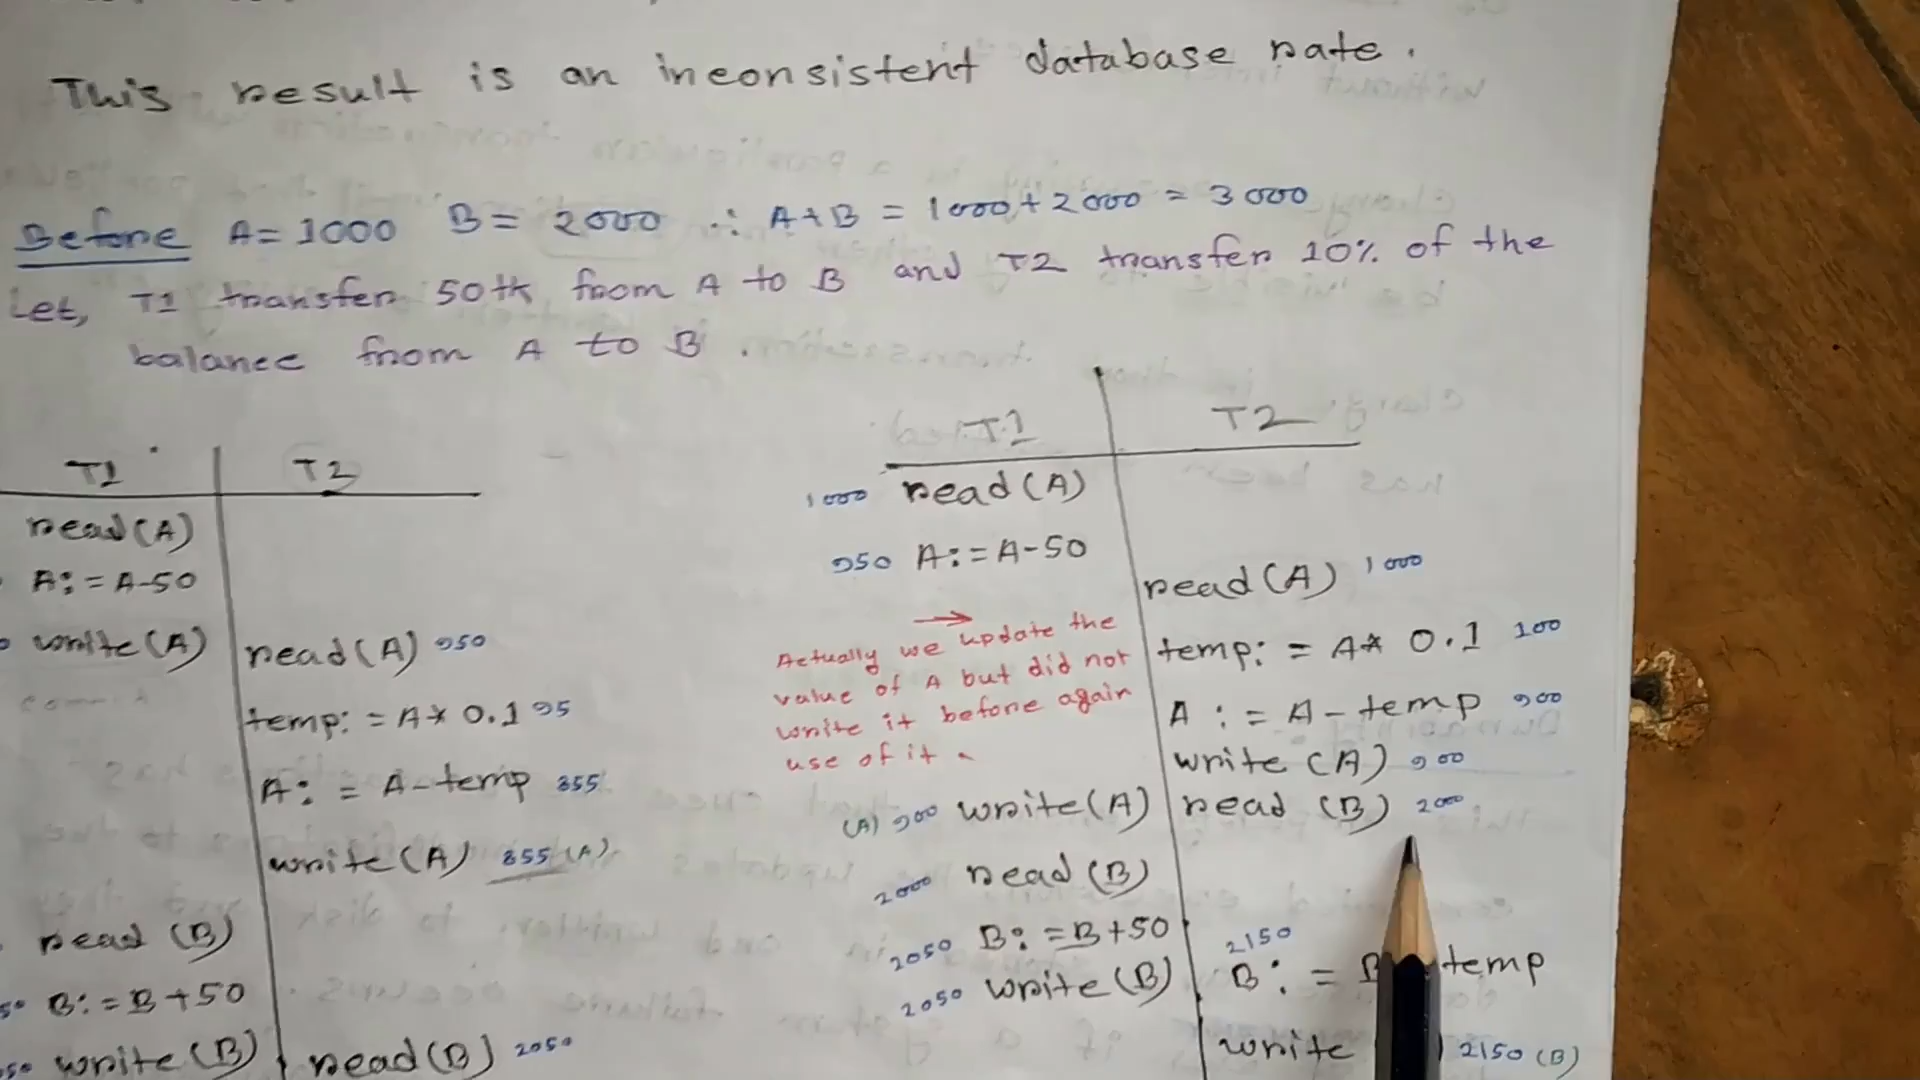 This result is an inconsistent database rate.
Before A=1000 B= 2000 ∴ A+B = 1000+2000 = 3000
Let, T1 transfer 50tk from A to B and T2 transfer 10% of the
balance from A to B.
T1 T2
read(A)
A:=A-50
write(A) read(A) 950
temp: = A* 0.1 95
A: = A-temp 855
write(A) 855(A)
read (B)
B:=B+50
write(B) read(B) 2050
T1 T2
1000 read(A)
950 A:=A-50
read(A) 1000
Actually we update the
value of A but did not
write it before again
use of it.
temp: = A* 0.1 100
A := A-temp 900
write (A) 900
(A) 900 write(A) read (B) 2000
2000 read (B)
2050 B:=B+50 2150
2050 write(B) B: = temp
write 2150 (B)